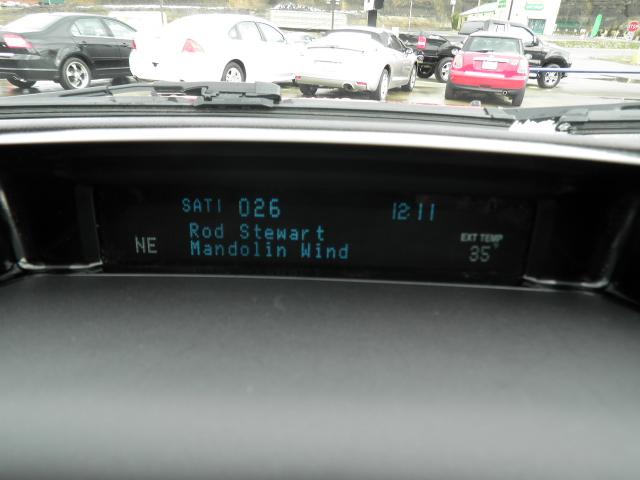 SAT1 026 12:11
Rod Stewart
Mandolin Wind
NE
EXT TEMP
35°